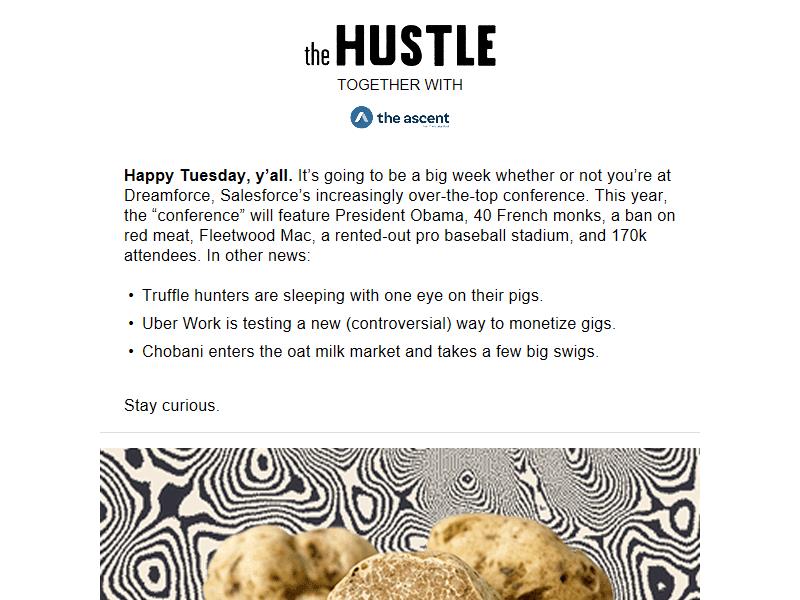 the HUSTLE
TOGETHER WITH
the ascent
Happy Tuesday, y’all. It’s going to be a big week whether or not you’re at
Dreamforce, Salesforce’s increasingly over-the-top conference. This year,
the “conference” will feature President Obama, 40 French monks, a ban on
red meat, Fleetwood Mac, a rented-out pro baseball stadium, and 170k
attendees. In other news:
• Truffle hunters are sleeping with one eye on their pigs.
• Uber Work is testing a new (controversial) way to monetize gigs.
• Chobani enters the oat milk market and takes a few big swigs.
Stay curious.